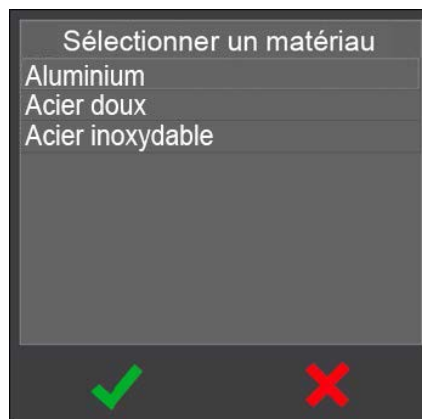 Sélectionner un matériau
Aluminium
Acier doux
Acier inoxydable